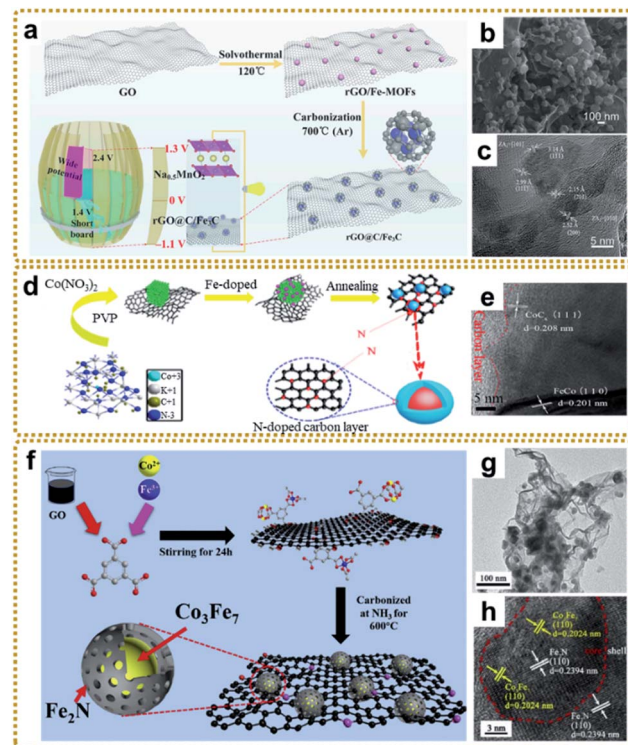 a
GO
Solvothermal
120℃
rGO/Fe-MOFs
Carbonization
700℃ (Ar)
Wide potential
2.4 V
1.4 V
Short board
1.3 V
Na0.5MnO2
0 V
rGO@C/Fe3C
-1.1 V
rGO@C/Fe3C
b
100 nm
c
5 nm
d
Co(NO3)2
PVP
Fe-doped
Annealing
N
N
Co+3
K+1
C+1
N-3
N-doped carbon layer
e
CoCx (1 1 1)
d=0.208 nm
Carbon layer
5 nm
FeCo (1 1 0)
d=0.201 nm
f
GO
Co2+
Fe3+
Stirring for 24h
Carbonized
at NH3 for
600°C
Co3Fe7
Fe2N
g
100 nm
h
(110)
d=0.2024 nm
Fe2N
(110)
d=0.2394 nm
shell
(110)
d=0.2024 nm
Fe2N
(110)
d=0.2394 nm
3 nm